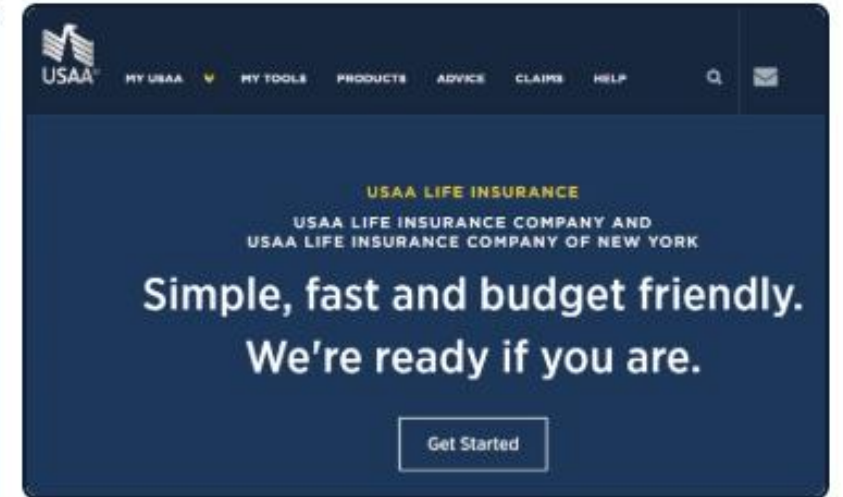 USAA®
MY USAA MY TOOLS PRODUCTS ADVICE CLAIMS HELP
USAA LIFE INSURANCE
USAA LIFE INSURANCE COMPANY AND
USAA LIFE INSURANCE COMPANY OF NEW YORK
Simple, fast and budget friendly.
We're ready if you are.
Get Started